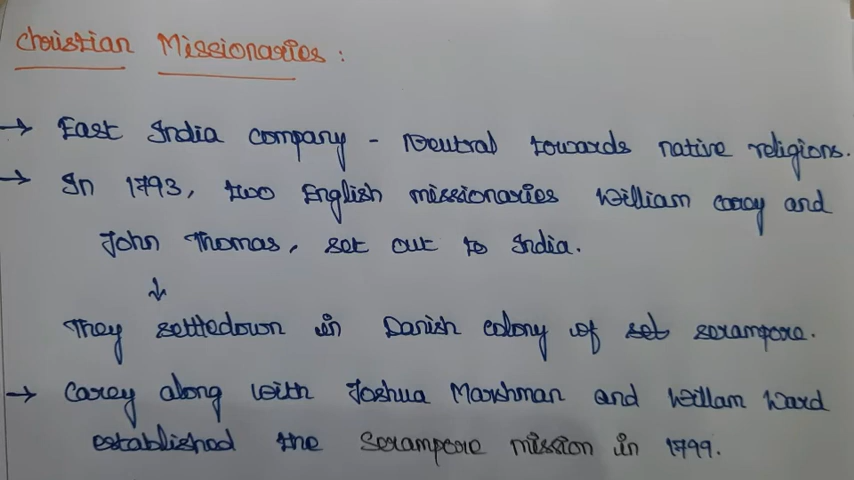 Christian Missionaries :
→ East India company - Neutral towards native religions.
→ In 1793, two English missionaries William carey and
John Thomas, set out to India.
↓
They settledown in Danish colony of set serampore.
→ Carey along with Joshua Marshman and Willam Ward
established the Serampore mission in 1799.